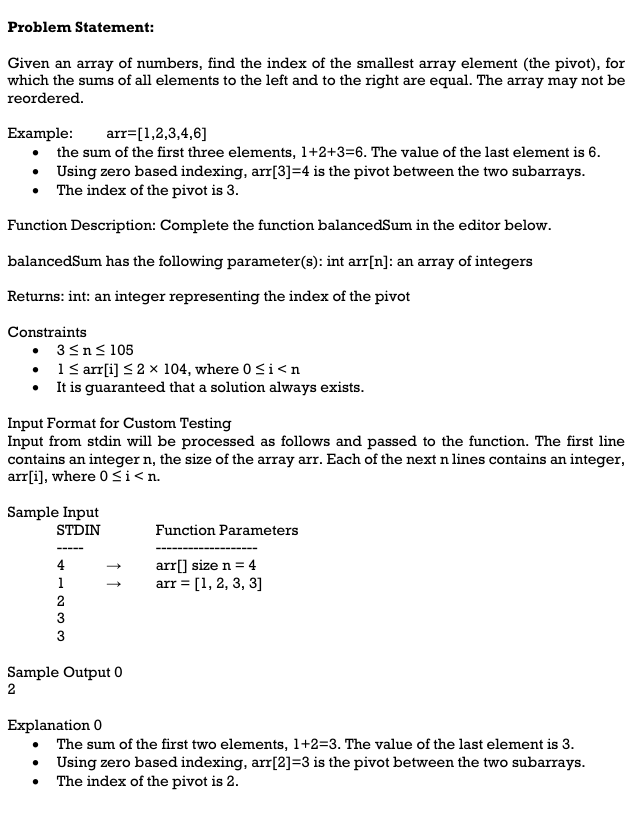 Problem Statement:
Given an array of numbers, find the index of the smallest array element (the pivot), for
which the sums of all elements to the left and to the right are equal. The array may not be
reordered.
Example: arr=[1,2,3,4,6]
• the sum of the first three elements, 1+2+3=6. The value of the last element is 6.
• Using zero based indexing, arr[3]=4 is the pivot between the two subarrays.
• The index of the pivot is 3.
Function Description: Complete the function balancedSum in the editor below.
balancedSum has the following parameter(s): int arr[n]: an array of integers
Returns: int: an integer representing the index of the pivot
Constraints
• 3 ≤ n ≤ 105
• 1 ≤ arr[i] ≤ 2 × 104, where 0 ≤ i < n
• It is guaranteed that a solution always exists.
Input Format for Custom Testing
Input from stdin will be processed as follows and passed to the function. The first line
contains an integer n, the size of the array arr. Each of the next n lines contains an integer,
arr[i], where 0 ≤ i < n.
Sample Input
STDIN Function Parameters
----- -------------------
4 → arr[] size n = 4
1 → arr = [1, 2, 3, 3]
2
3
3
Sample Output 0
2
Explanation 0
• The sum of the first two elements, 1+2=3. The value of the last element is 3.
• Using zero based indexing, arr[2]=3 is the pivot between the two subarrays.
• The index of the pivot is 2.